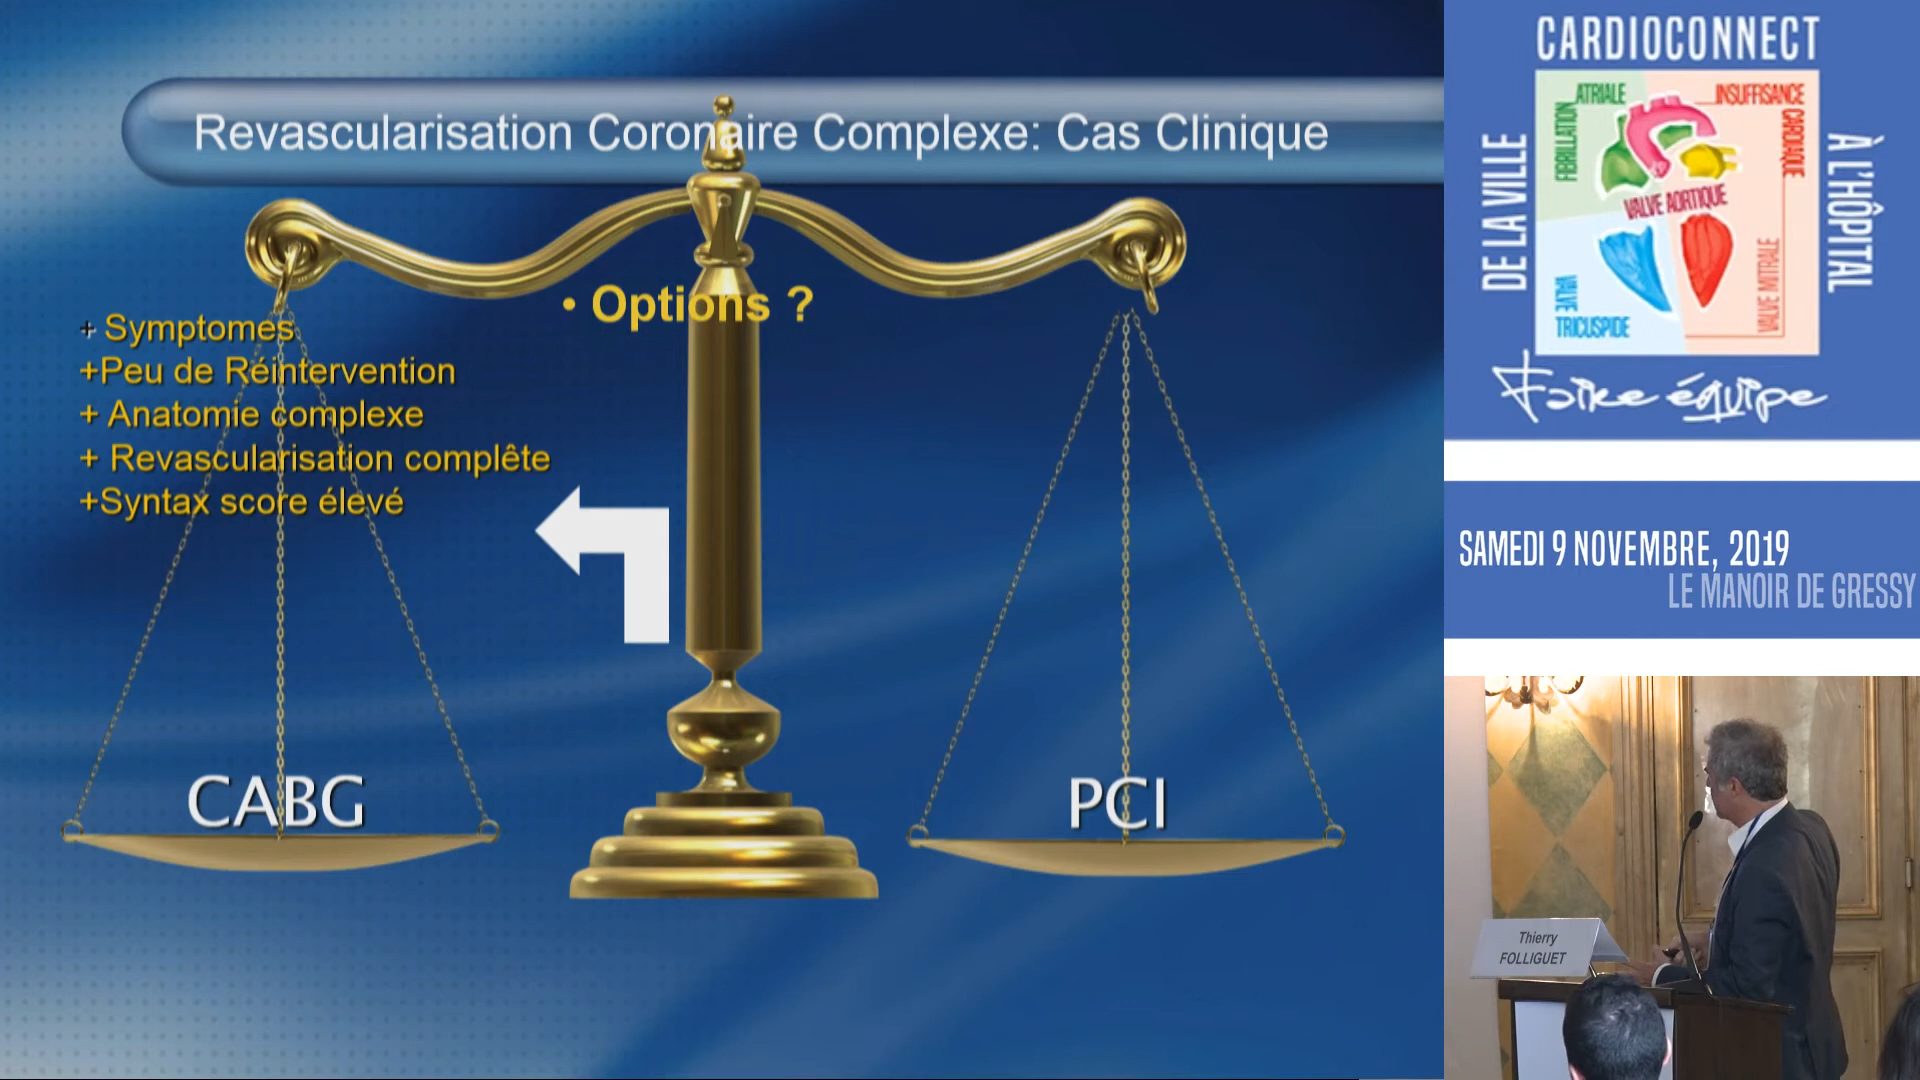 Revascularisation Coronaire Complexe: Cas Clinique
• Options ?
+ Symptomes
+Peu de Réintervention
+ Anatomie complexe
+ Revascularisation complête
+Syntax score élevé
CABG
PCI
CARDIOCONNECT
DE LA VILLE
À L'HÔPITAL
FIBRILLATION
ATRIALE
INSUFFISANCE
CARDIAQUE
VALVE AORTIQUE
VALVE
TRICUSPIDE
VALVE MITRALE
Faire équipe
SAMEDI 9 NOVEMBRE, 2019
LE MANOIR DE GRESSY
Thierry
FOLLIGUET